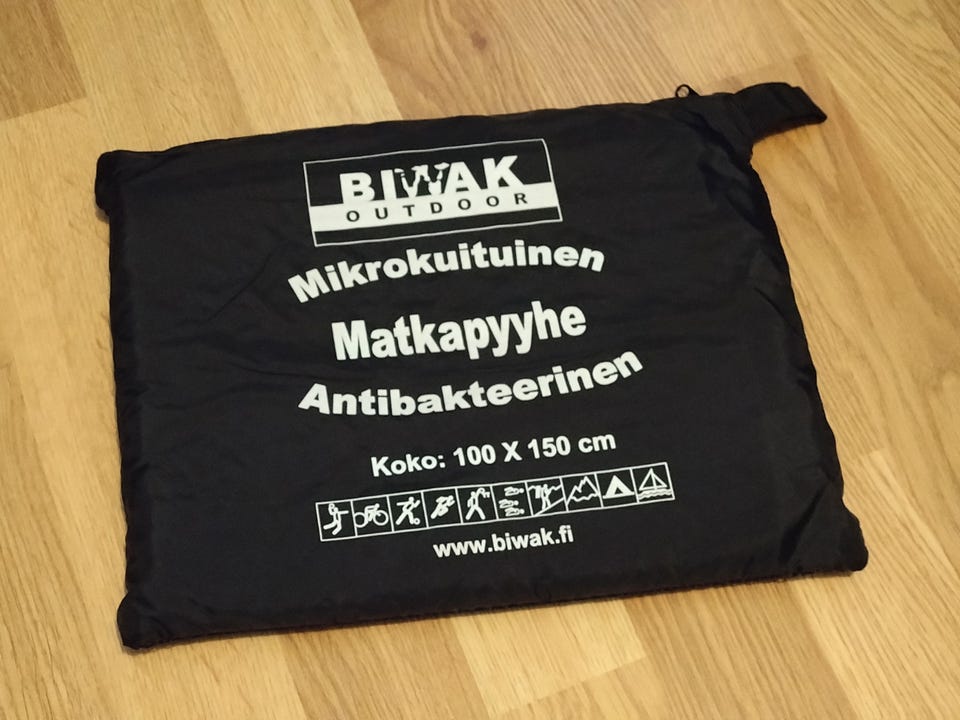 BIWAK
OUTDOOR
Mikrokuituinen
Matkapyyhe
Antibakteerinen
Koko: 100 X 150 cm
www.biwak.fi